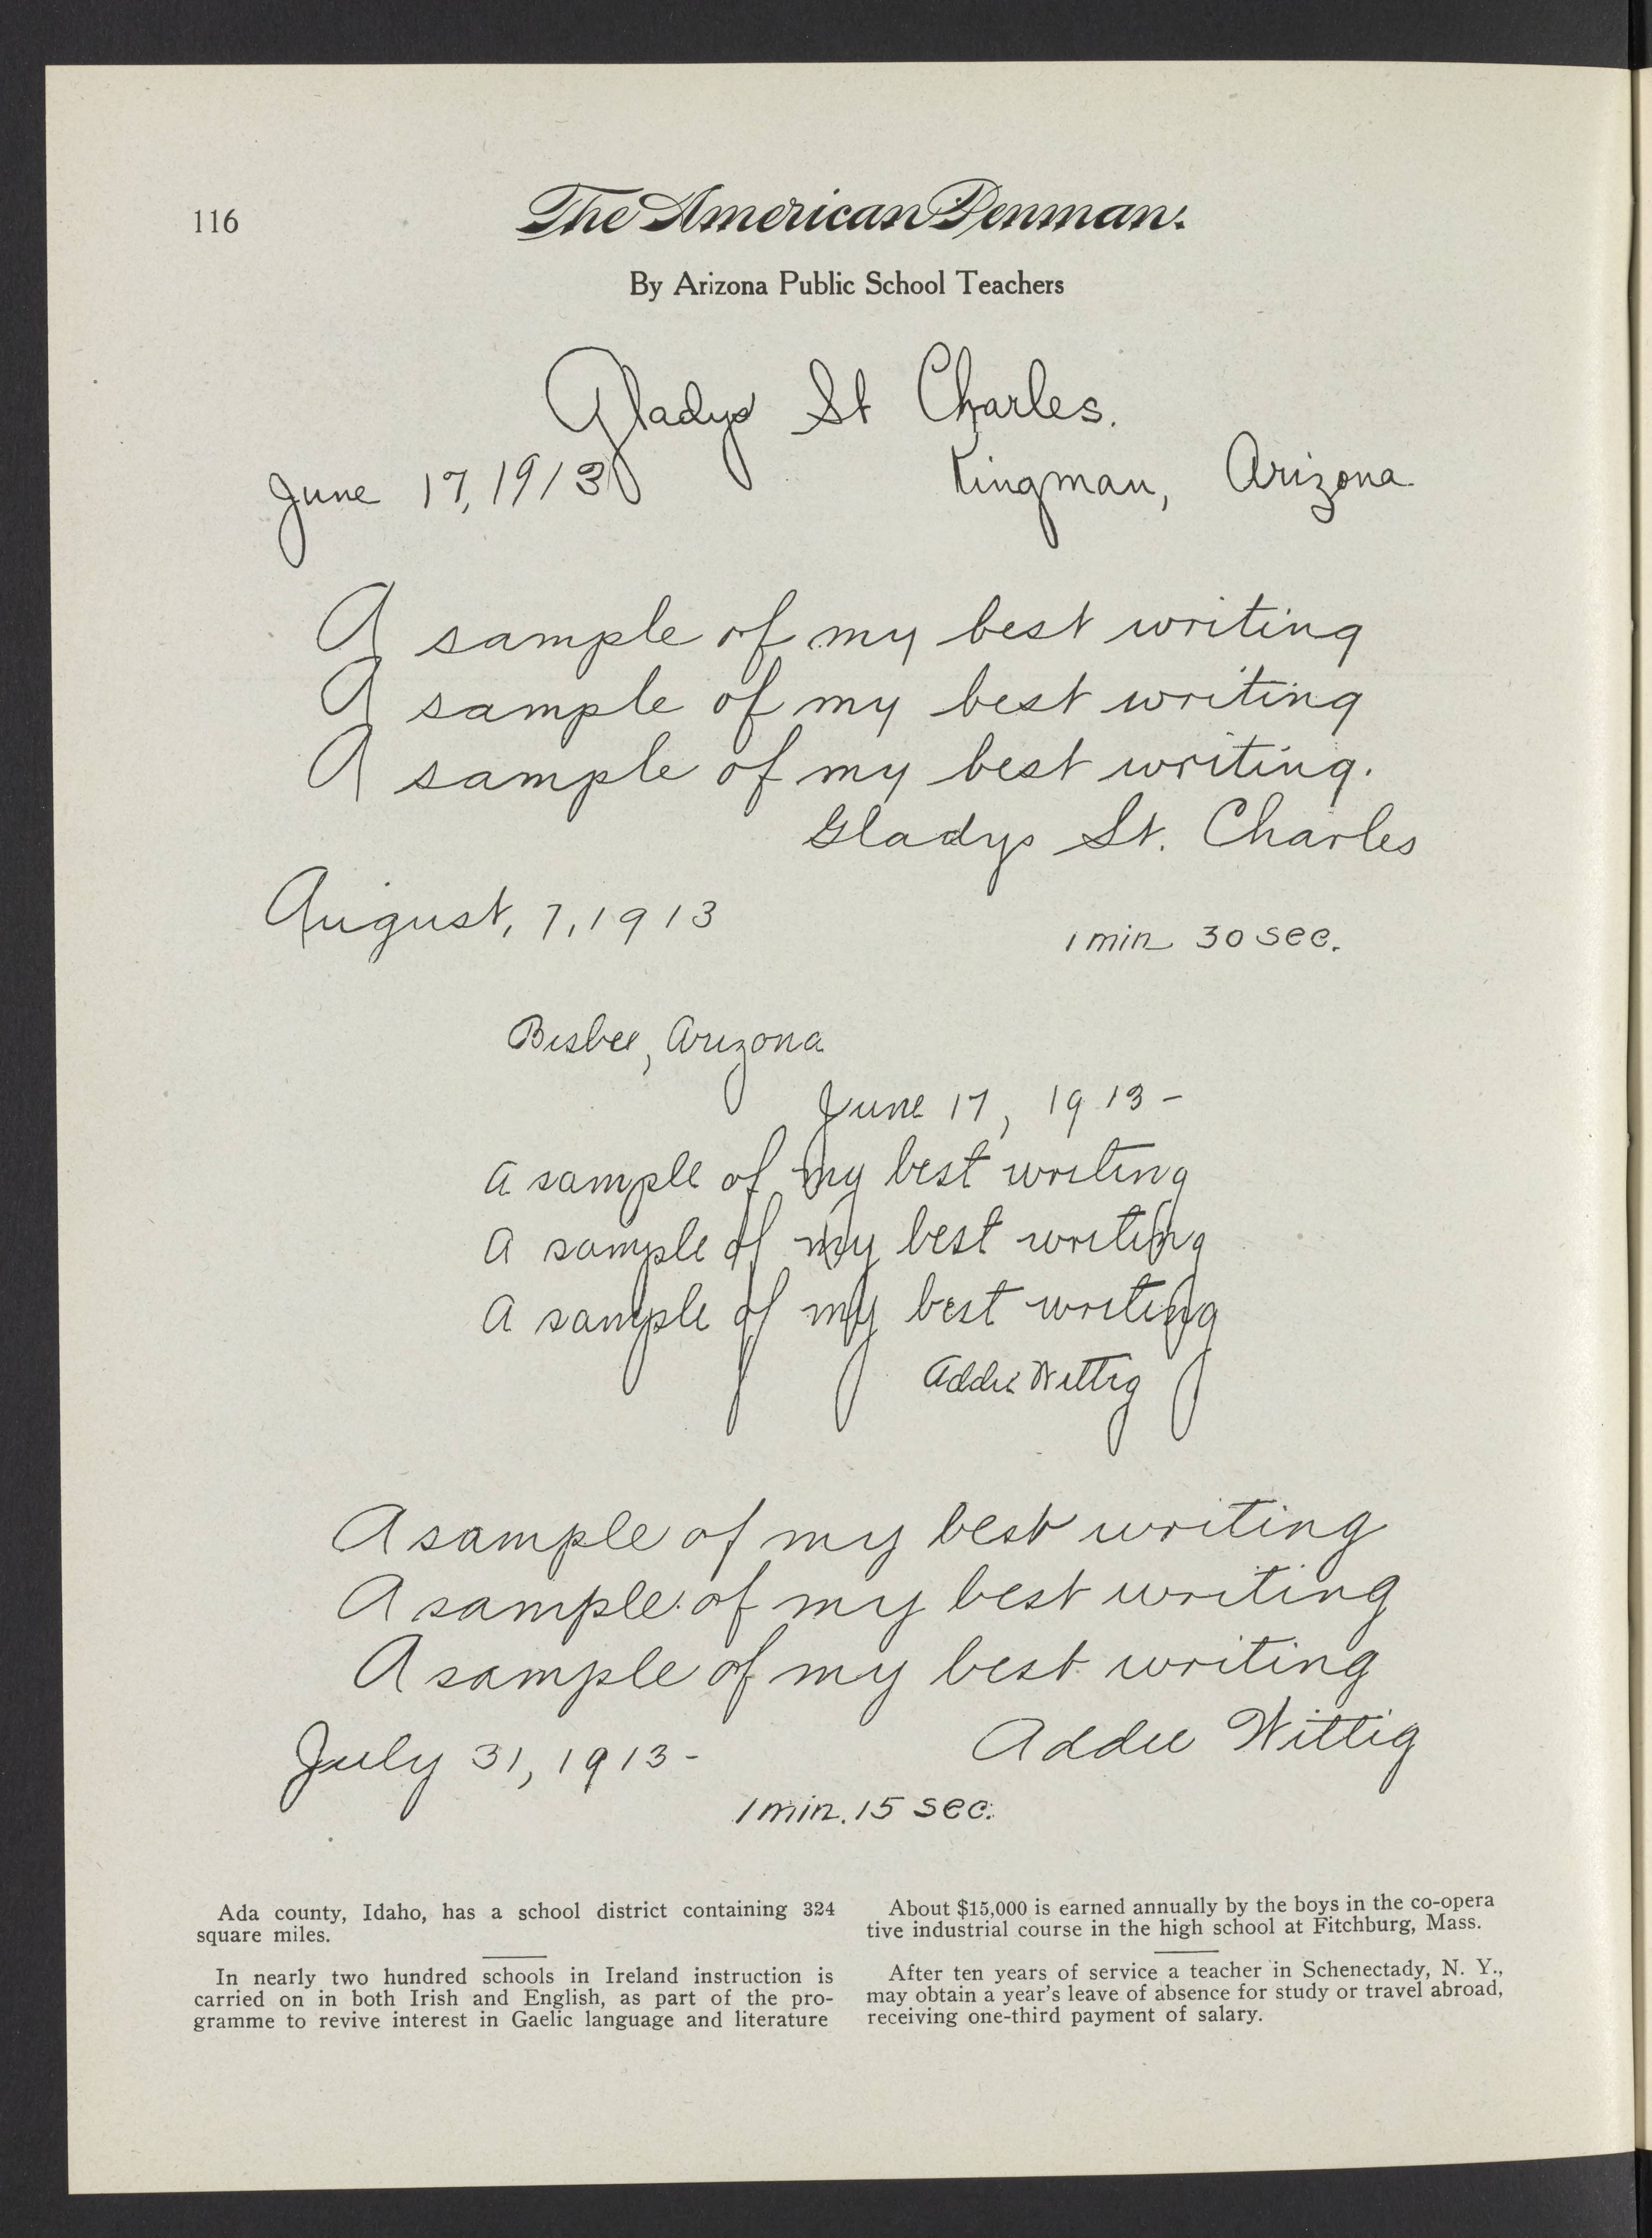 116
The American Penman.
By Arizona Public School Teachers
Gladys St Charles.
June 17, 1913
Kingman, Arizona.
A sample of my best writing
A sample of my best writing
A sample of my best writing.
Gladys St. Charles
August, 7, 1913
1 min 30 sec.
Bisbee, Arizona
June 17, 1913-
A sample of my best writing
A sample of my best writing
A sample of my best writing
Addie Wittig
A sample of my best writing
A sample of my best writing
A sample of my best writing
Addie Wittig
July 31, 1913-
1 min. 15 sec.
Ada county, Idaho, has a school district containing 324
square miles.
In nearly two hundred schools in Ireland instruction is
carried on in both Irish and English, as part of the pro-
gramme to revive interest in Gaelic language and literature
About $15,000 is earned annually by the boys in the co-opera
tive industrial course in the high school at Fitchburg, Mass.
After ten years of service a teacher in Schenectady, N. Y.,
may obtain a year's leave of absence for study or travel abroad,
receiving one-third payment of salary.